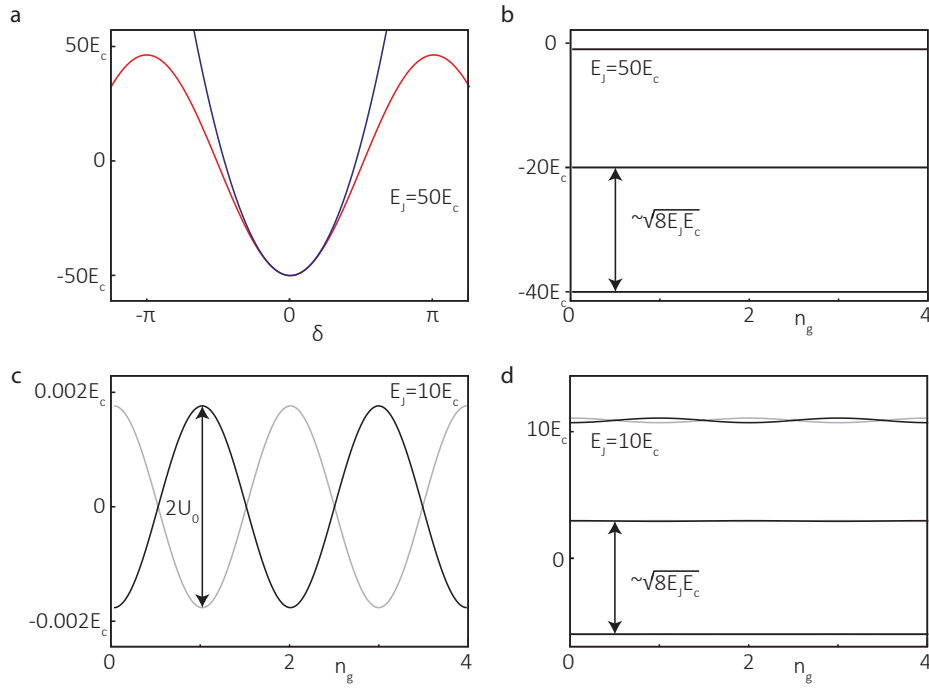 a
50E_c
0
-50E_c
E_J=50E_c
-π
0
π
δ
b
0
-20E_c
-40E_c
E_J=50E_c
~√8E_JE_c
0
2
4
n_g
c
0.002E_c
0
-0.002E_c
E_J=10E_c
2U_0
0
2
4
n_g
d
10E_c
0
E_J=10E_c
~√8E_JE_c
0
2
4
n_g